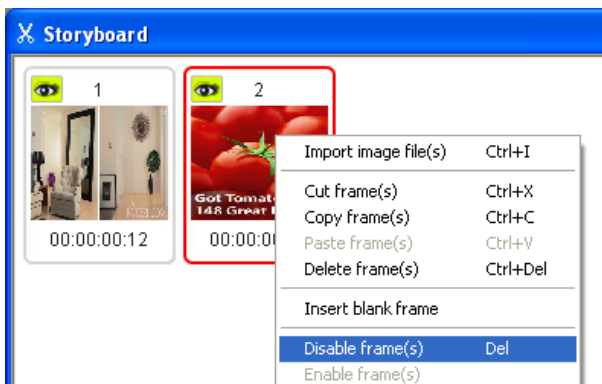 Storyboard
1
2
Got Tomat
148 Great
00:00:00:12
00:00:0
Import image file(s) Ctrl+I
Cut frame(s) Ctrl+X
Copy frame(s) Ctrl+C
Paste frame(s) Ctrl+V
Delete frame(s) Ctrl+Del
Insert blank frame
Disable frame(s) Del
Enable frame(s)